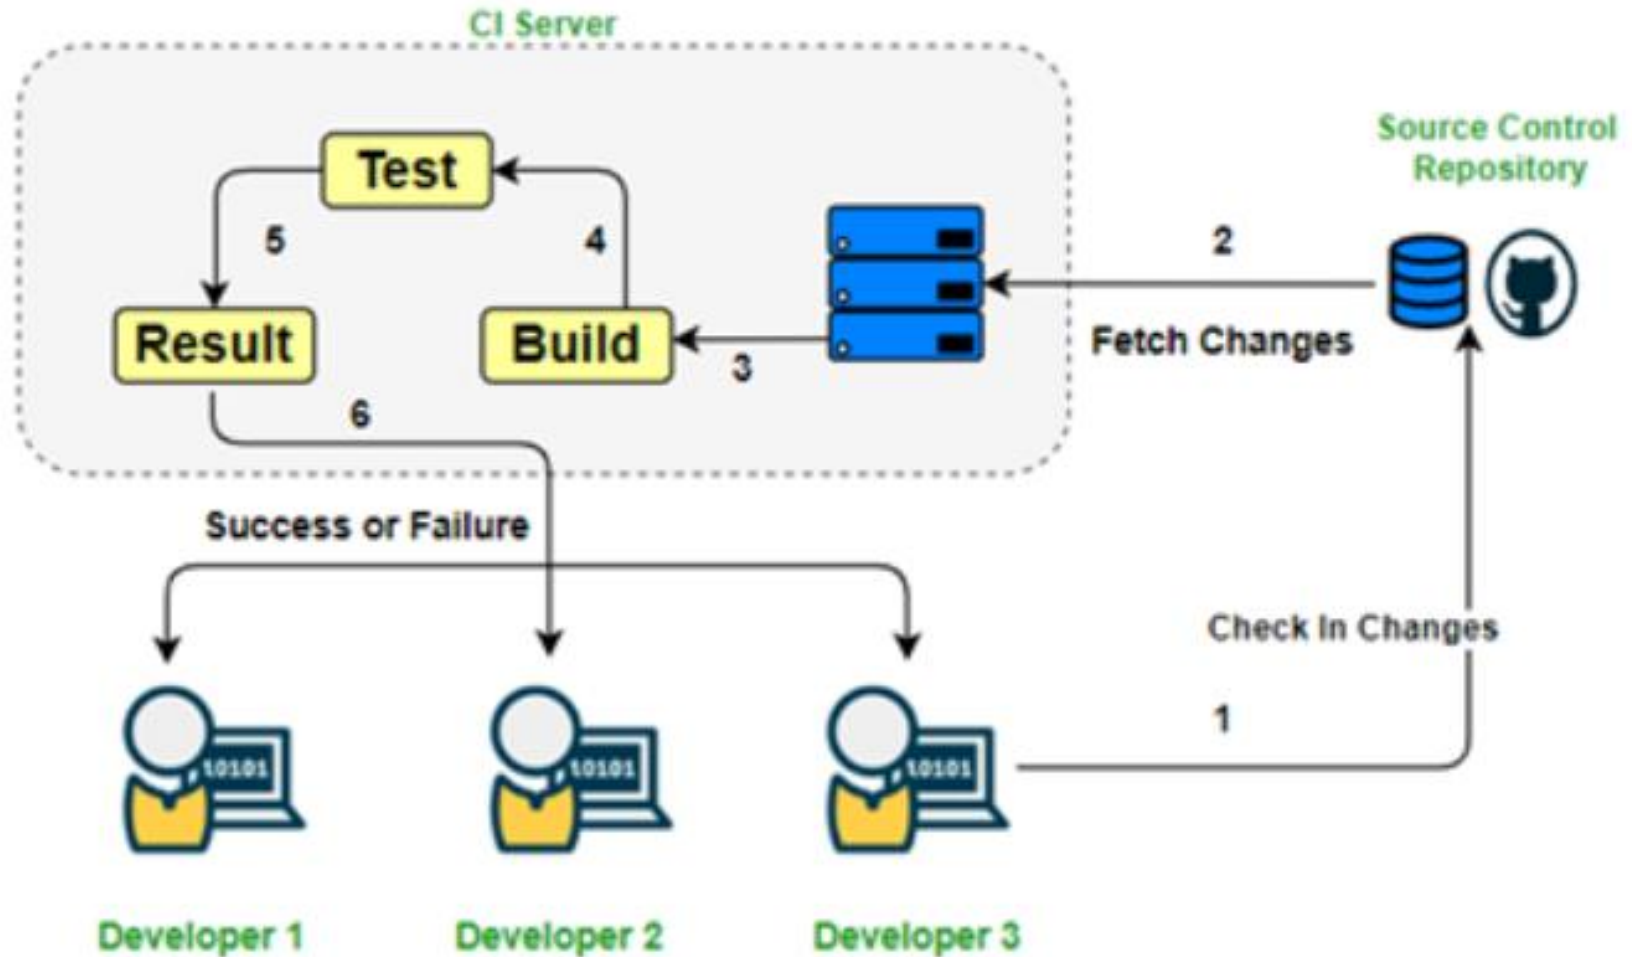 CI Server
Source Control
Repository
Test
5
4
2
Result
Build
3
Fetch Changes
6
Success or Failure
Check In Changes
1
10101
10101
10101
Developer 1
Developer 2
Developer 3